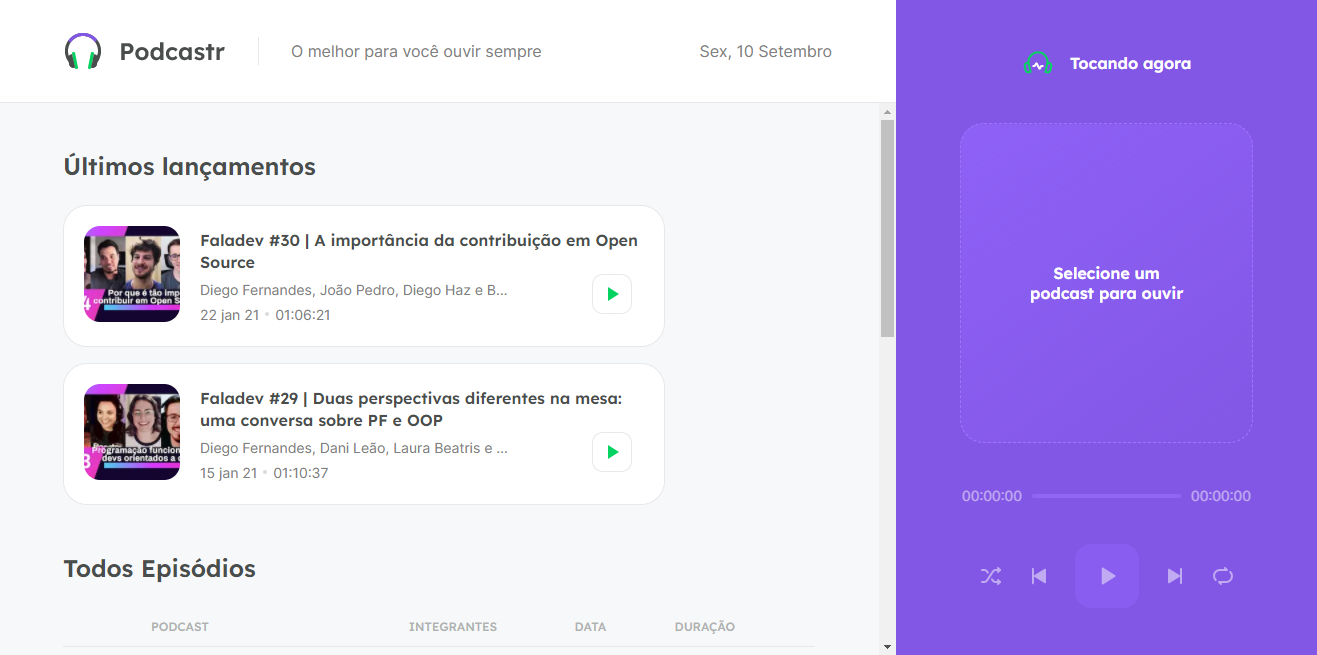 Podcastr
O melhor para você ouvir sempre
Sex, 10 Setembro
Últimos lançamentos
Faladev #30 | A importância da contribuição em Open
Source
Diego Fernandes, João Pedro, Diego Haz e B...
22 jan 21 • 01:06:21
Por que é tão imp
contribuir em Open S
4
Faladev #29 | Duas perspectivas diferentes na mesa:
uma conversa sobre PF e OOP
Diego Fernandes, Dani Leão, Laura Beatris e ...
15 jan 21 • 01:10:37
Programação funcion
devs orientados a o
3
Todos Episódios
PODCAST INTEGRANTES DATA DURAÇÃO
Tocando agora
Selecione um
podcast para ouvir
00:00:00 00:00:00